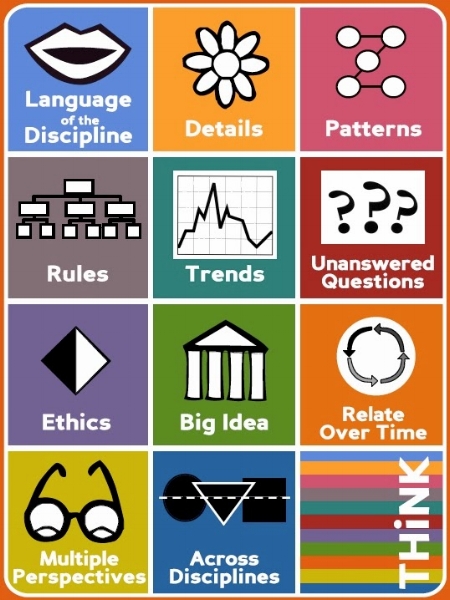 Language
of the
Discipline
Details
Patterns
Rules
Trends
???
Unanswered
Questions
Ethics
Big Idea
Relate
Over Time
Multiple
Perspectives
Across
Disciplines
THiNK